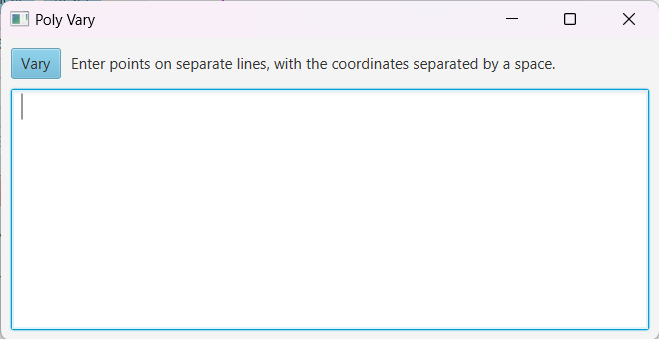 Poly Vary
Vary Enter points on separate lines, with the coordinates separated by a space.